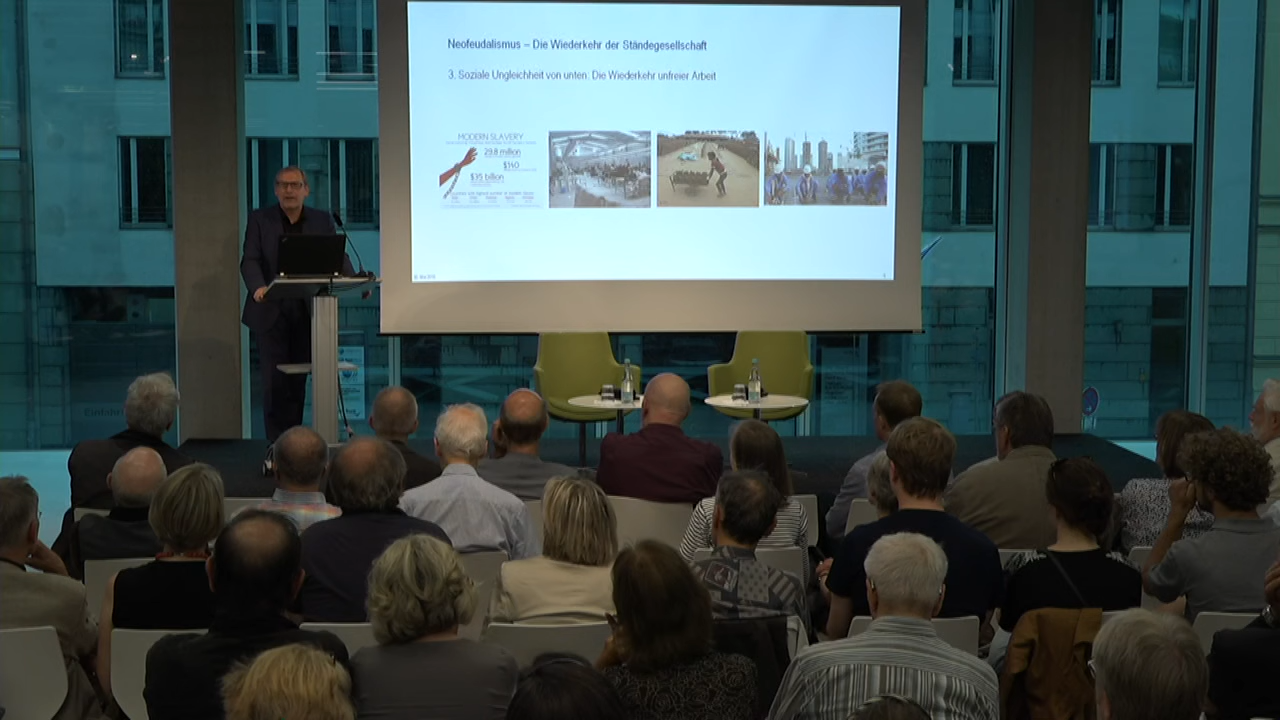 Neofeudalismus – Die Wiederkehr der Ständegesellschaft
3. Soziale Ungleichheit von unten: Die Wiederkehr unfreier Arbeit
MODERN SLAVERY
29.8 million
$140
$35 billion